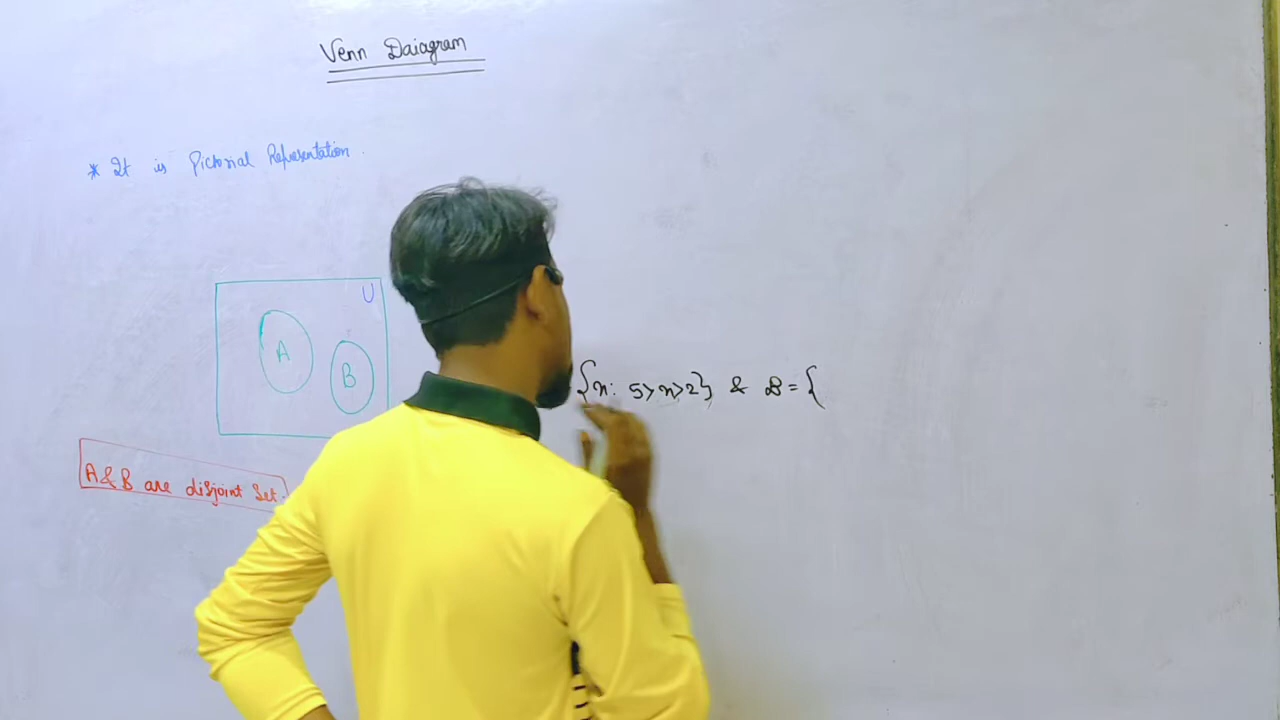 Venn Daiagram
* It is Pictorial Representation.
U
A
B
{x: 5>x>2} & B = {
A & B are disjoint Set.